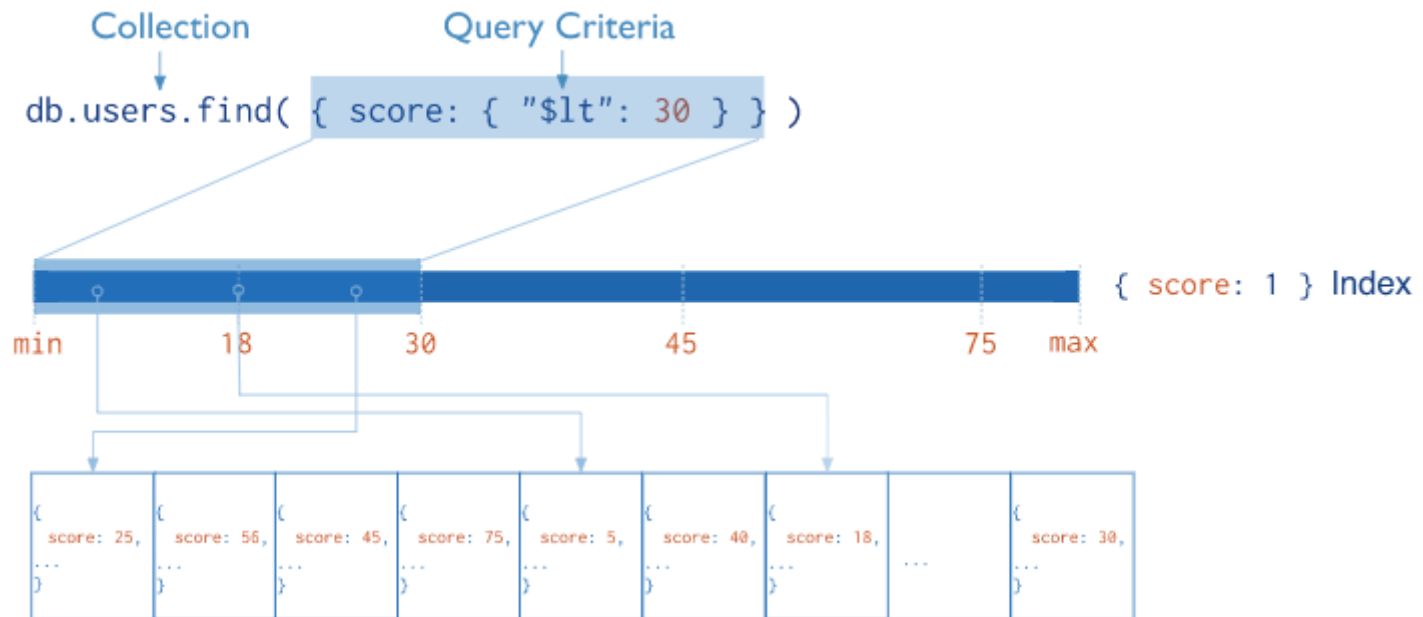 Collection Query Criteria
db.users.find( { score: { "$lt": 30 } } )
{ score: 1 } Index
min 18 30 45 75 max
{ { { { { { { {
score: 25, score: 56, score: 45, score: 75, score: 5, score: 40, score: 18, score: 30,
... ... ... ... ... ... ... ... ...
} } } } } } } }